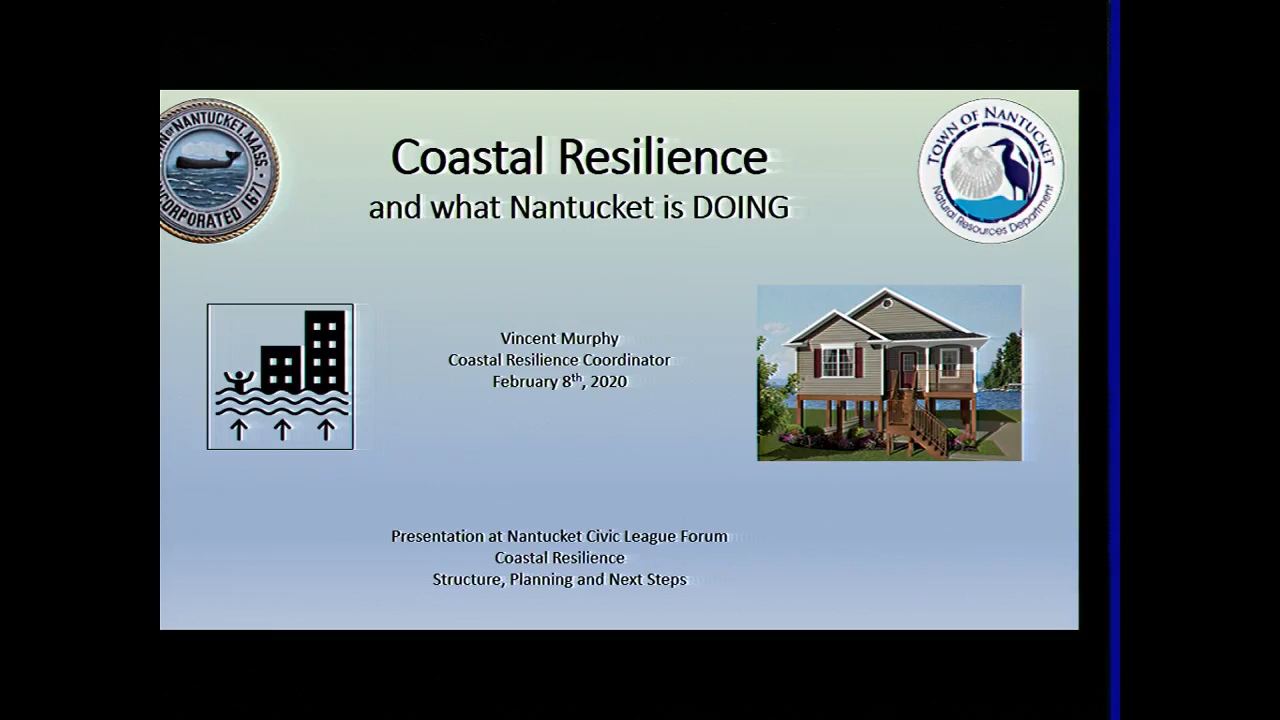 N OF NANTUCKET, MASS.
INCORPORATED 1671
Coastal Resilience
and what Nantucket is DOING
TOWN OF NANTUCKET
Natural Resources Department
Vincent Murphy
Coastal Resilience Coordinator
February 8th, 2020
Presentation at Nantucket Civic League Forum
Coastal Resilience
Structure, Planning and Next Steps